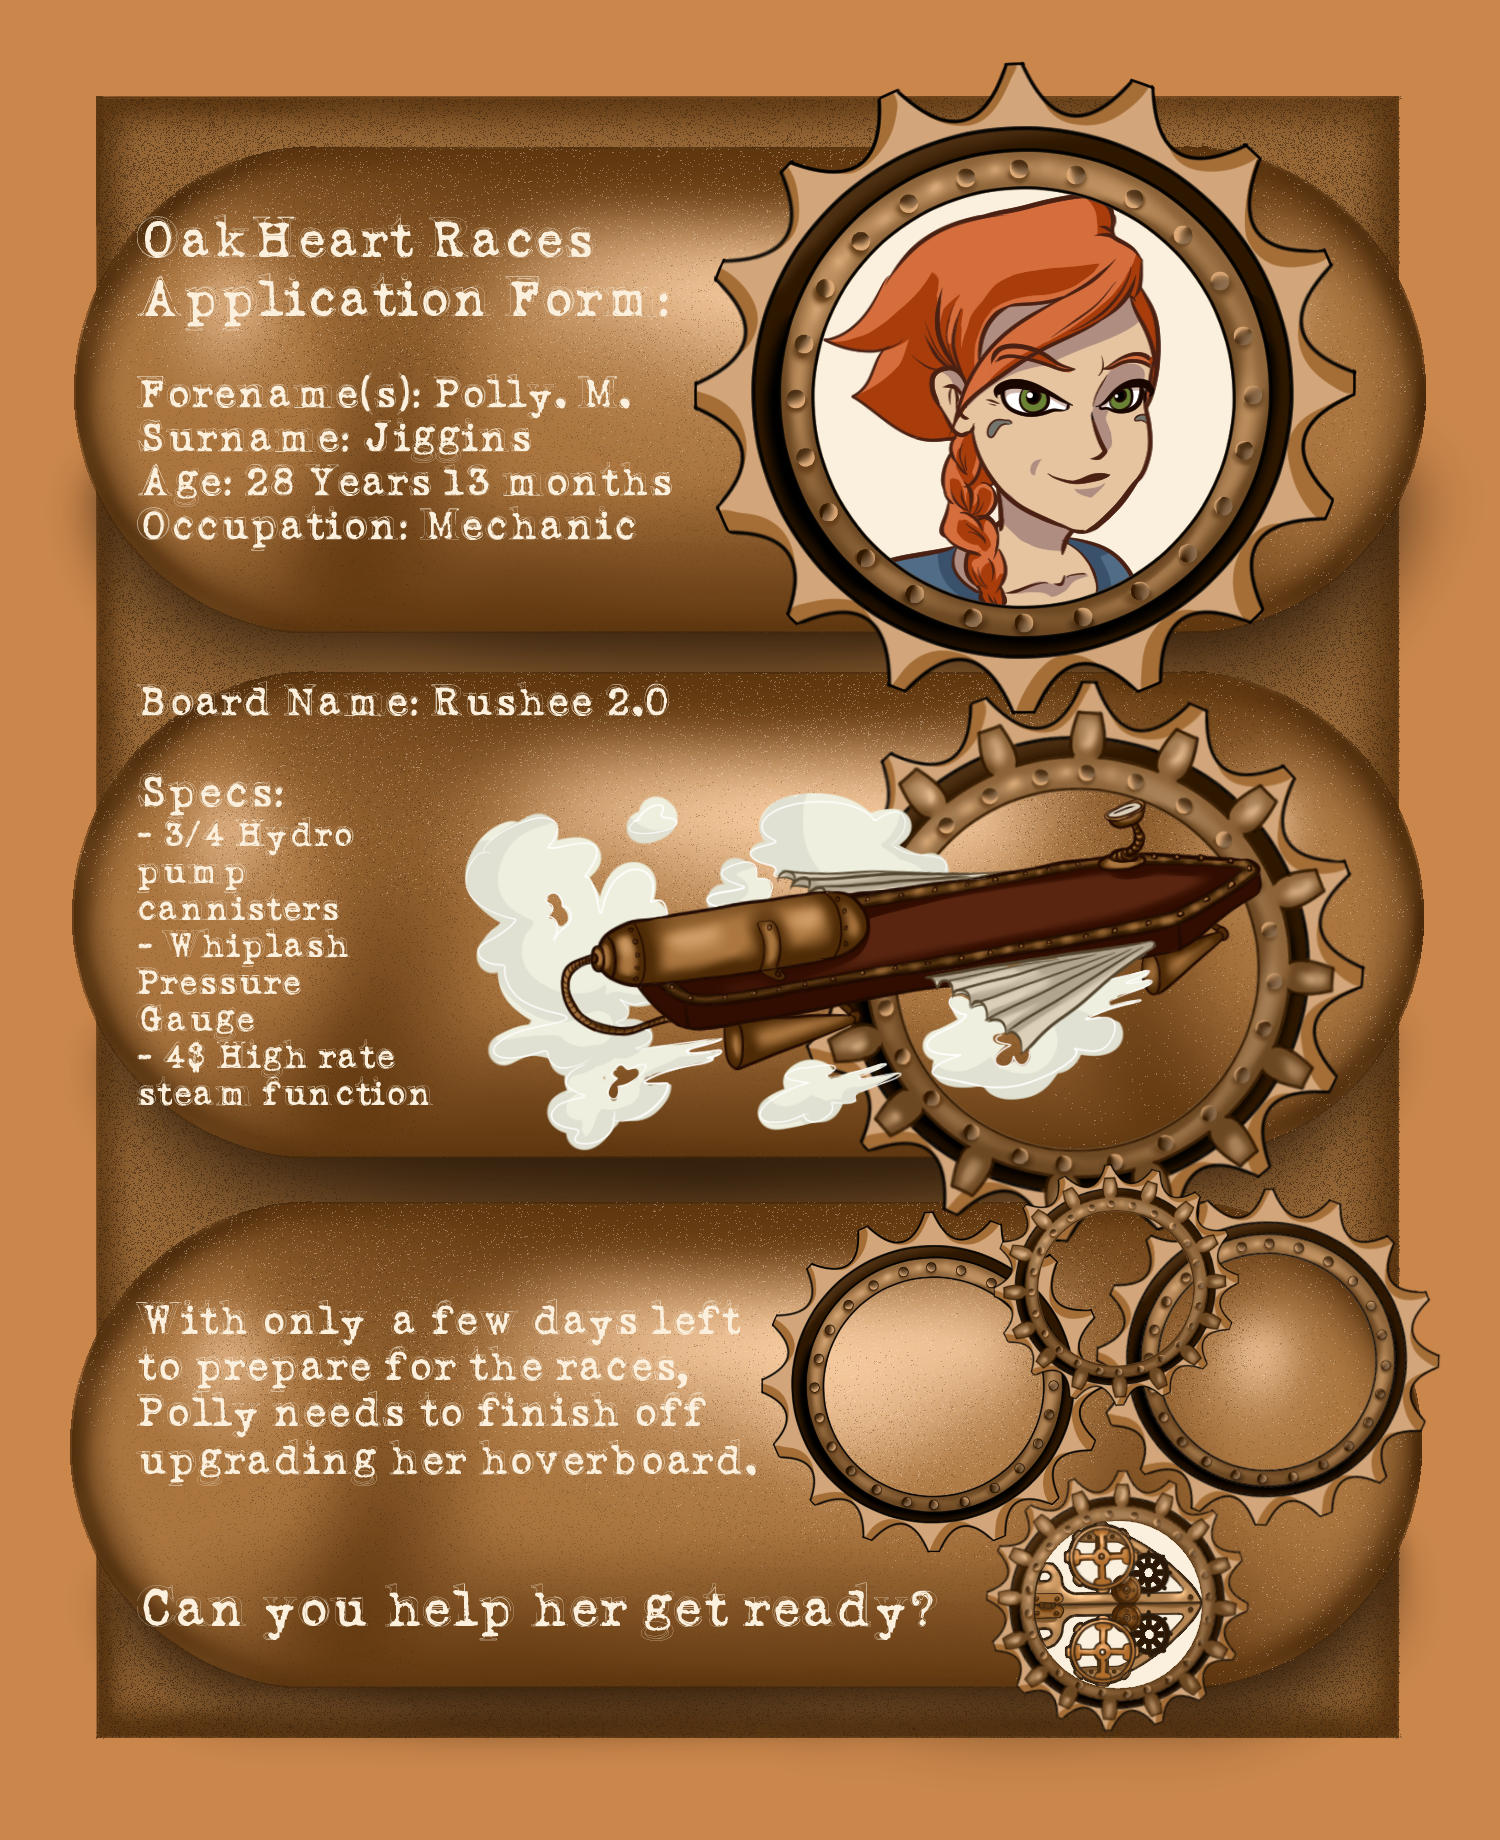 OakHeart Races
Application Form:
Forename(s): Polly. M.
Surname: Jiggins
Age: 28 Years 13 months
Occupation: Mechanic
Board Name: Rushee 2.0
Specs:
- 3/4 Hydro
pump
cannisters
- Whiplash
Pressure
Gauge
- 4$ High rate
steam function
With only a few days left
to prepare for the races,
Polly needs to finish off
upgrading her hoverboard.
Can you help her get ready?